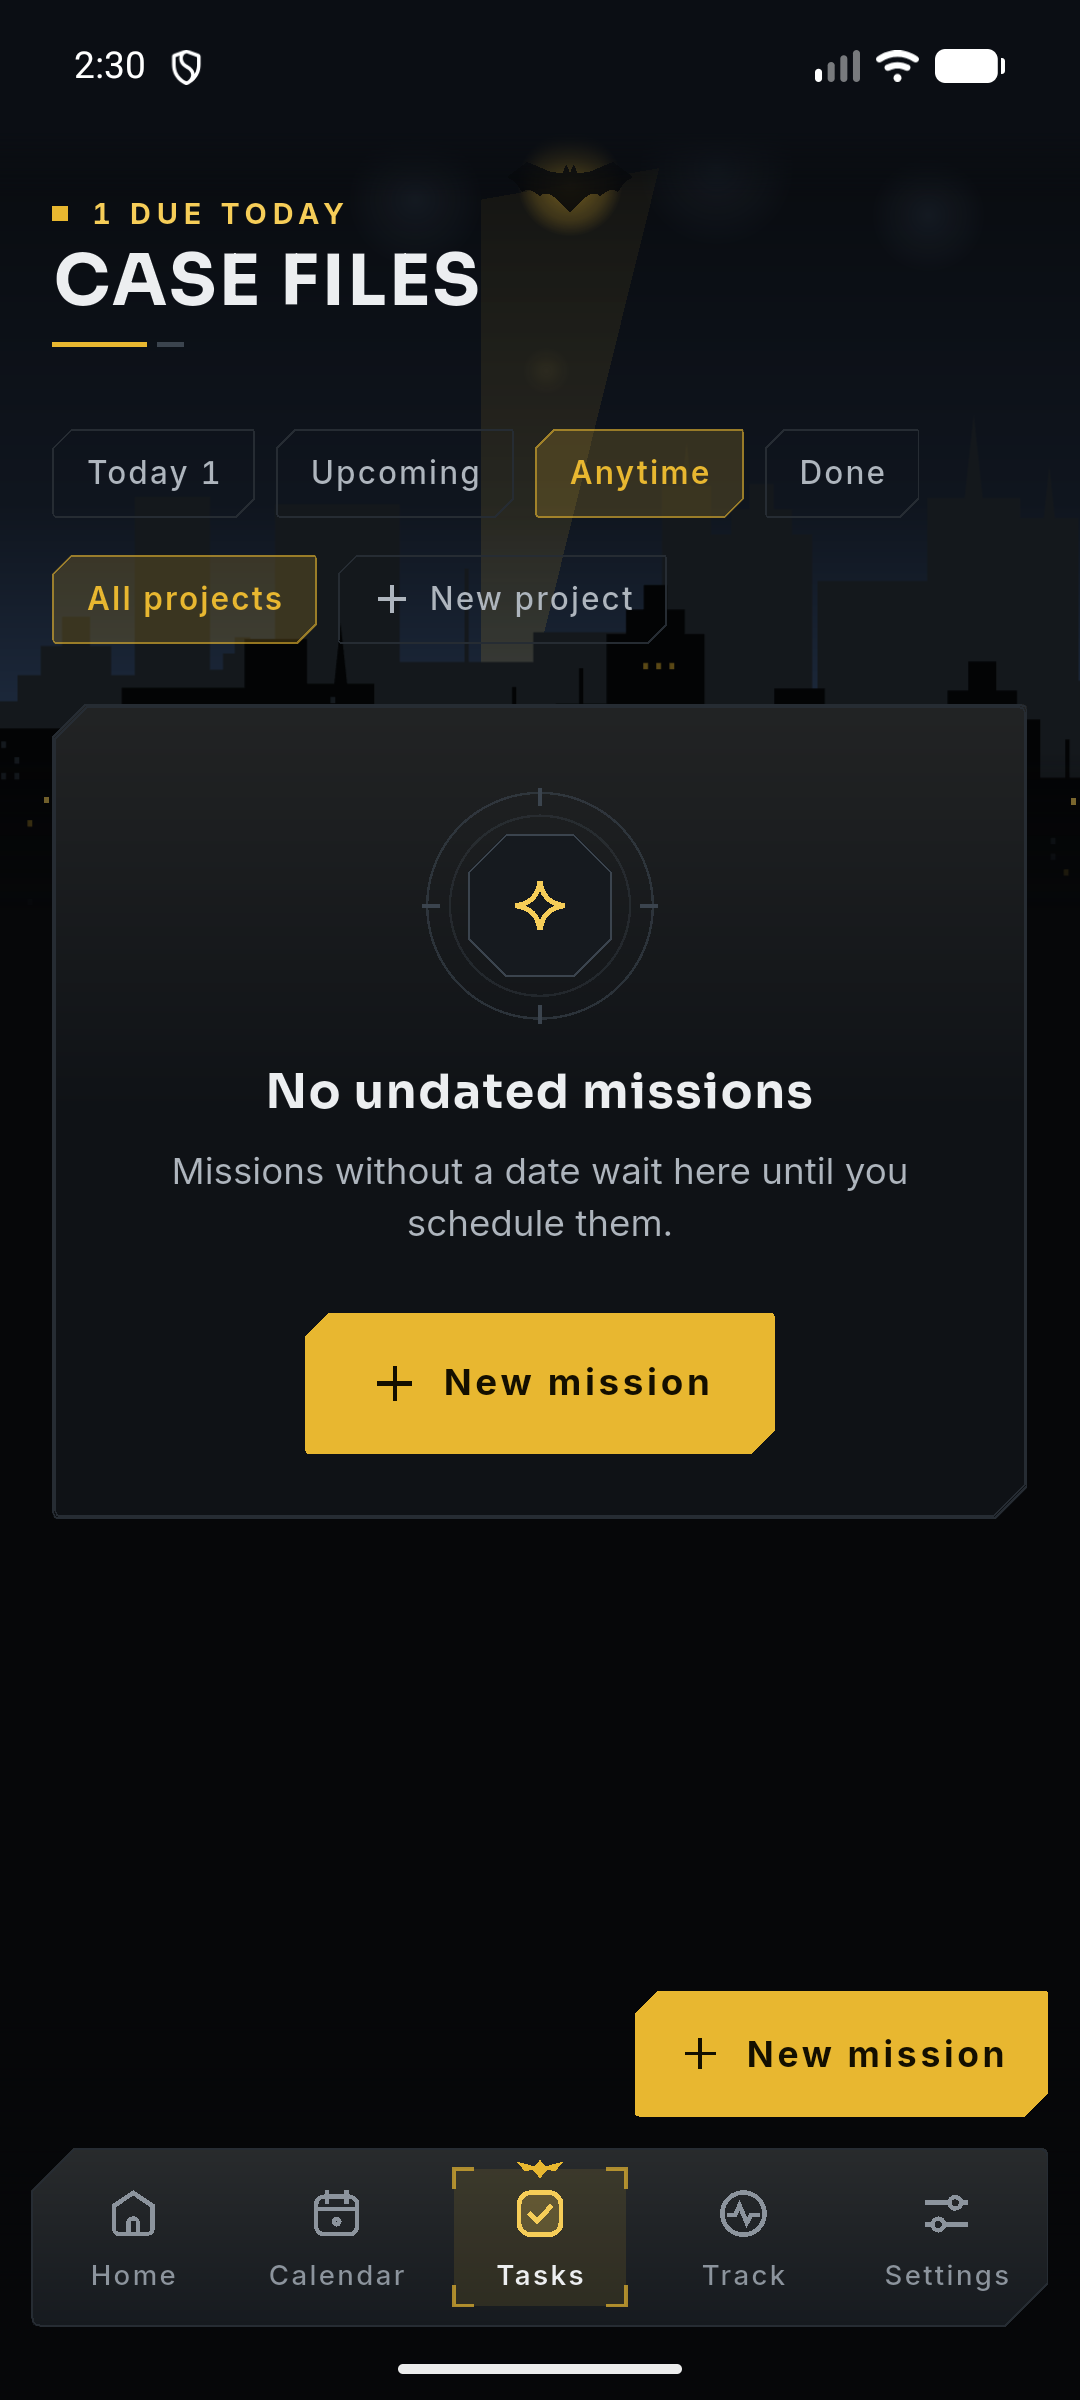 2:30
1 DUE TODAY
CASE FILES
Today 1
Upcoming
Anytime
Done
All projects
New project
No undated missions
Missions without a date wait here until you
schedule them.
New mission
New mission
Home
Calendar
Tasks
Track
Settings